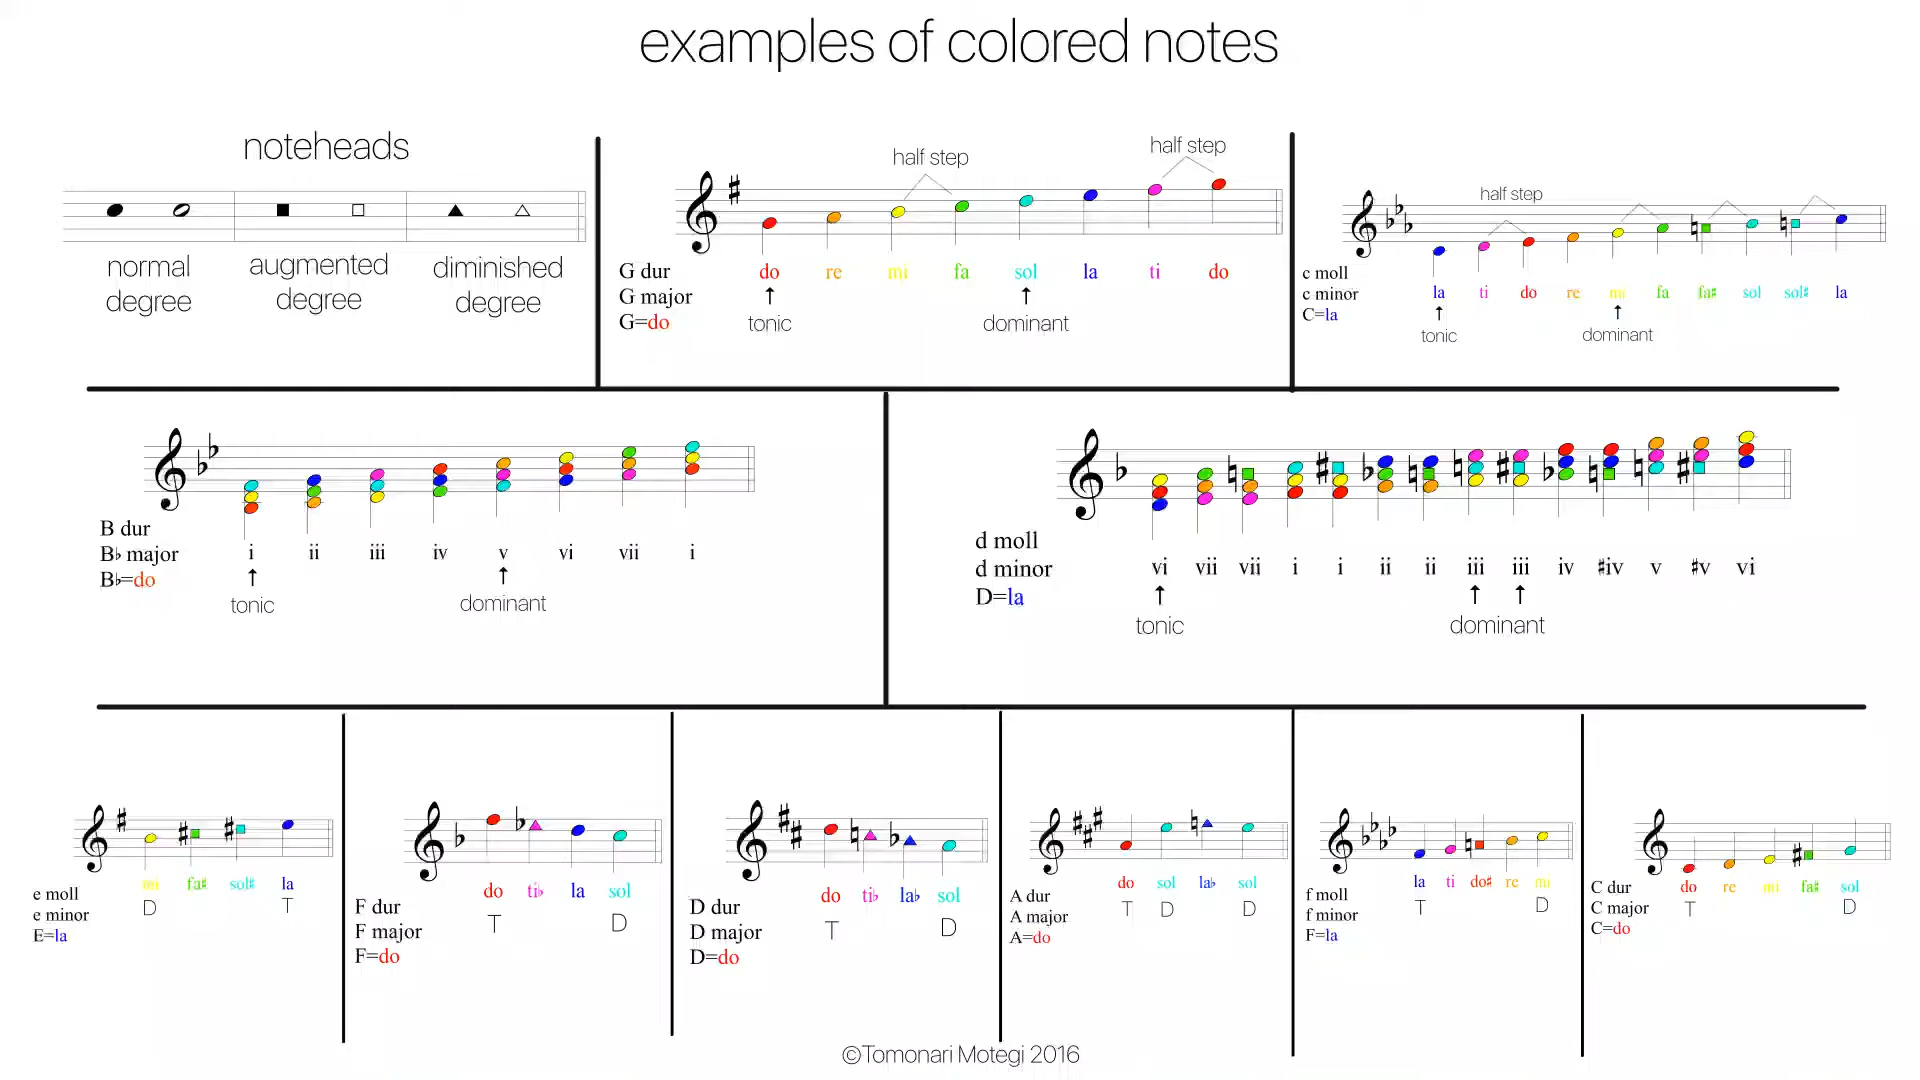 examples of colored notes
noteheads
normal
degree
augmented
degree
diminished
degree
half step
half step
G dur
G major
G=do
do re mi fa sol la ti do
↑ ↑
tonic dominant
half step
c moll
c minor
C=la
la ti do re mi fa fa♯ sol sol♯ la
↑ ↑
tonic dominant
B dur
B♭ major
B♭=do
i ii iii iv v vi vii i
↑ ↑
tonic dominant
d moll
d minor
D=la
vi vii vii i i ii ii iii iii iv ♯iv v ♯v vi
↑ ↑ ↑
tonic dominant
e moll
e minor
E=la
mi fa♯ sol♯ la
D T
F dur
F major
F=do
do ti♭ la sol
T D
D dur
D major
D=do
do ti♭ la♭ sol
T D
A dur
A major
A=do
do sol la♭ sol
T D D
f moll
f minor
F=la
la ti do♯ re mi
T D
C dur
C major
C=do
do re mi fa♯ sol
T D
©Tomonari Motegi 2016